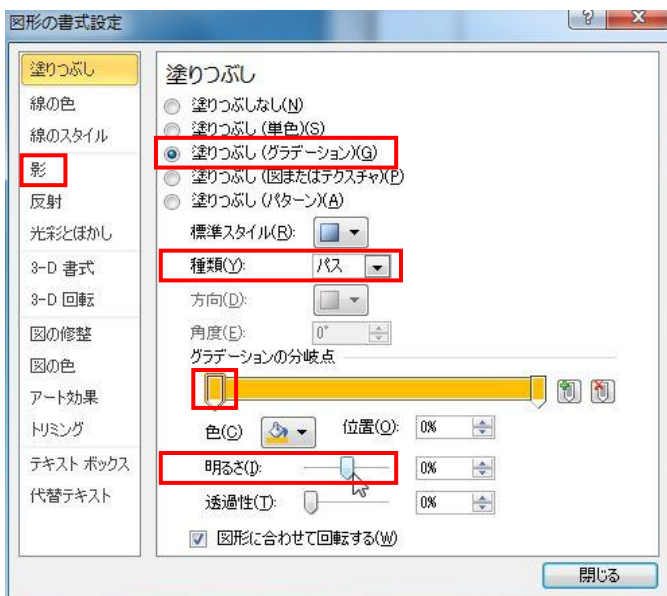 図形の書式設定
塗りつぶし
線の色
線のスタイル
影
反射
光彩とぼかし
3-D 書式
3-D 回転
図の修整
図の色
アート効果
トリミング
テキスト ボックス
代替テキスト
塗りつぶし
塗りつぶしなし(N)
塗りつぶし (単色)(S)
塗りつぶし (グラデーション)(G)
塗りつぶし (図またはテクスチャ)(P)
塗りつぶし (パターン)(A)
標準スタイル(R):
種類(Y): パス
方向(D):
角度(E): 0°
グラデーションの分岐点
色(C) 位置(O): 0%
明るさ(I): 0%
透過性(T): 0%
図形に合わせて回転する(W)
閉じる